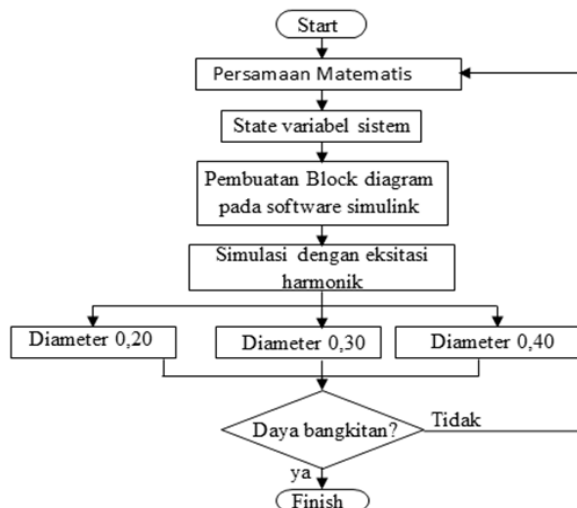 Start
Persamaan Matematis
State variabel sistem
Pembuatan Block diagram
pada software simulink
Simulasi dengan eksitasi
harmonik
Diameter 0,20
Diameter 0,30
Diameter 0,40
Daya bangkitan?
Tidak
ya
Finish